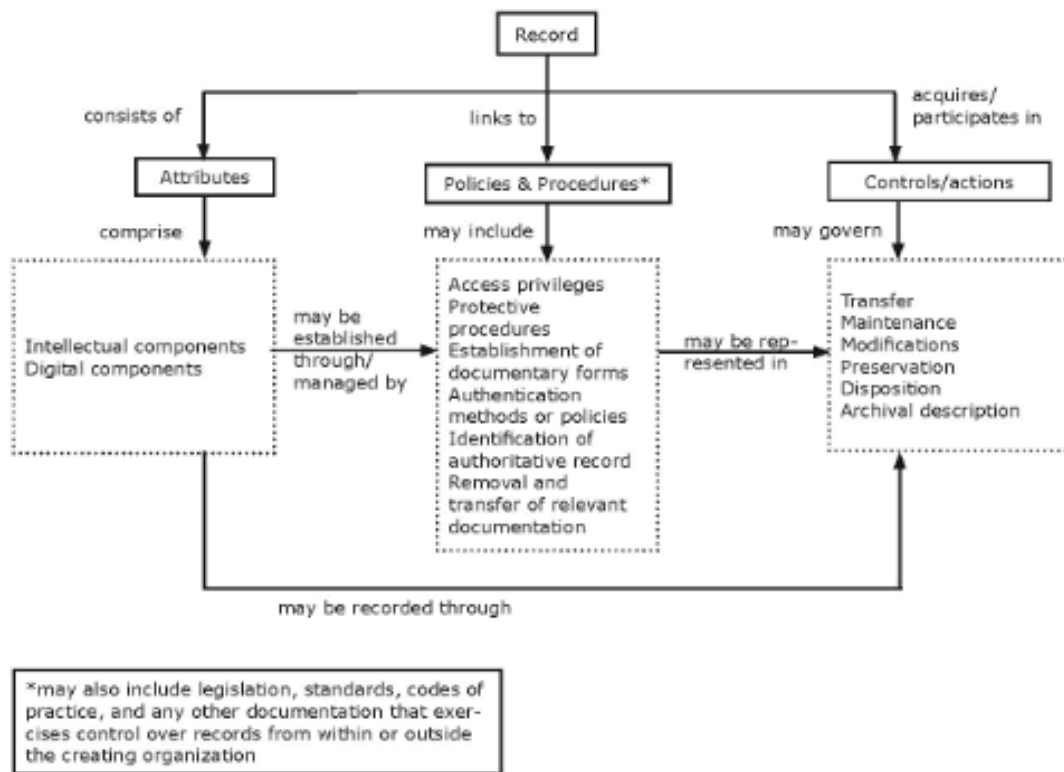 Record
consists of
links to
acquires/
participates in
Attributes
Policies & Procedures*
Controls/actions
comprise
may include
may govern
Intellectual components
Digital components
may be
established
through/
managed by
Access privileges
Protective
procedures
Establishment of
documentary forms
Authentication
methods or policies
Identification of
authoritative record
Removal and
transfer of relevant
documentation
may be rep-
resented in
Transfer
Maintenance
Modifications
Preservation
Disposition
Archival description
may be recorded through
*may also include legislation, standards, codes of
practice, and any other documentation that exer-
cises control over records from within or outside
the creating organization